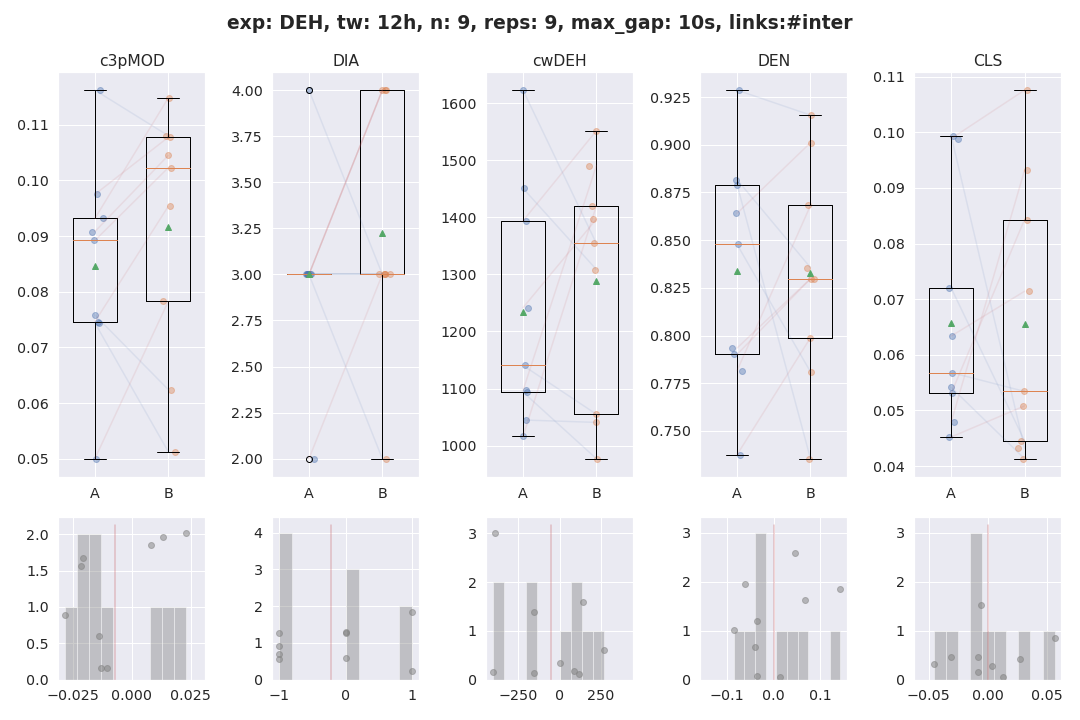 exp: DEH, tw: 12h, n: 9, reps: 9, max_gap: 10s, links:#inter
c3pMOD DIA cwDEH DEN CLS
0.11 0.10 0.09 0.08 0.07 0.06 0.05
A B
4.00 3.75 3.50 3.25 3.00 2.75 2.50 2.25 2.00
A B
1600 1500 1400 1300 1200 1100 1000
A B
0.925 0.900 0.875 0.850 0.825 0.800 0.775 0.750
A B
0.11 0.10 0.09 0.08 0.07 0.06 0.05 0.04
A B
2.0 1.5 1.0 0.5 0.0
−0.025 0.000 0.025
4 3 2 1 0
−1 0 1
3 2 1 0
−250 0 250
3 2 1 0
−0.1 0.0 0.1
3 2 1 0
−0.05 0.00 0.05